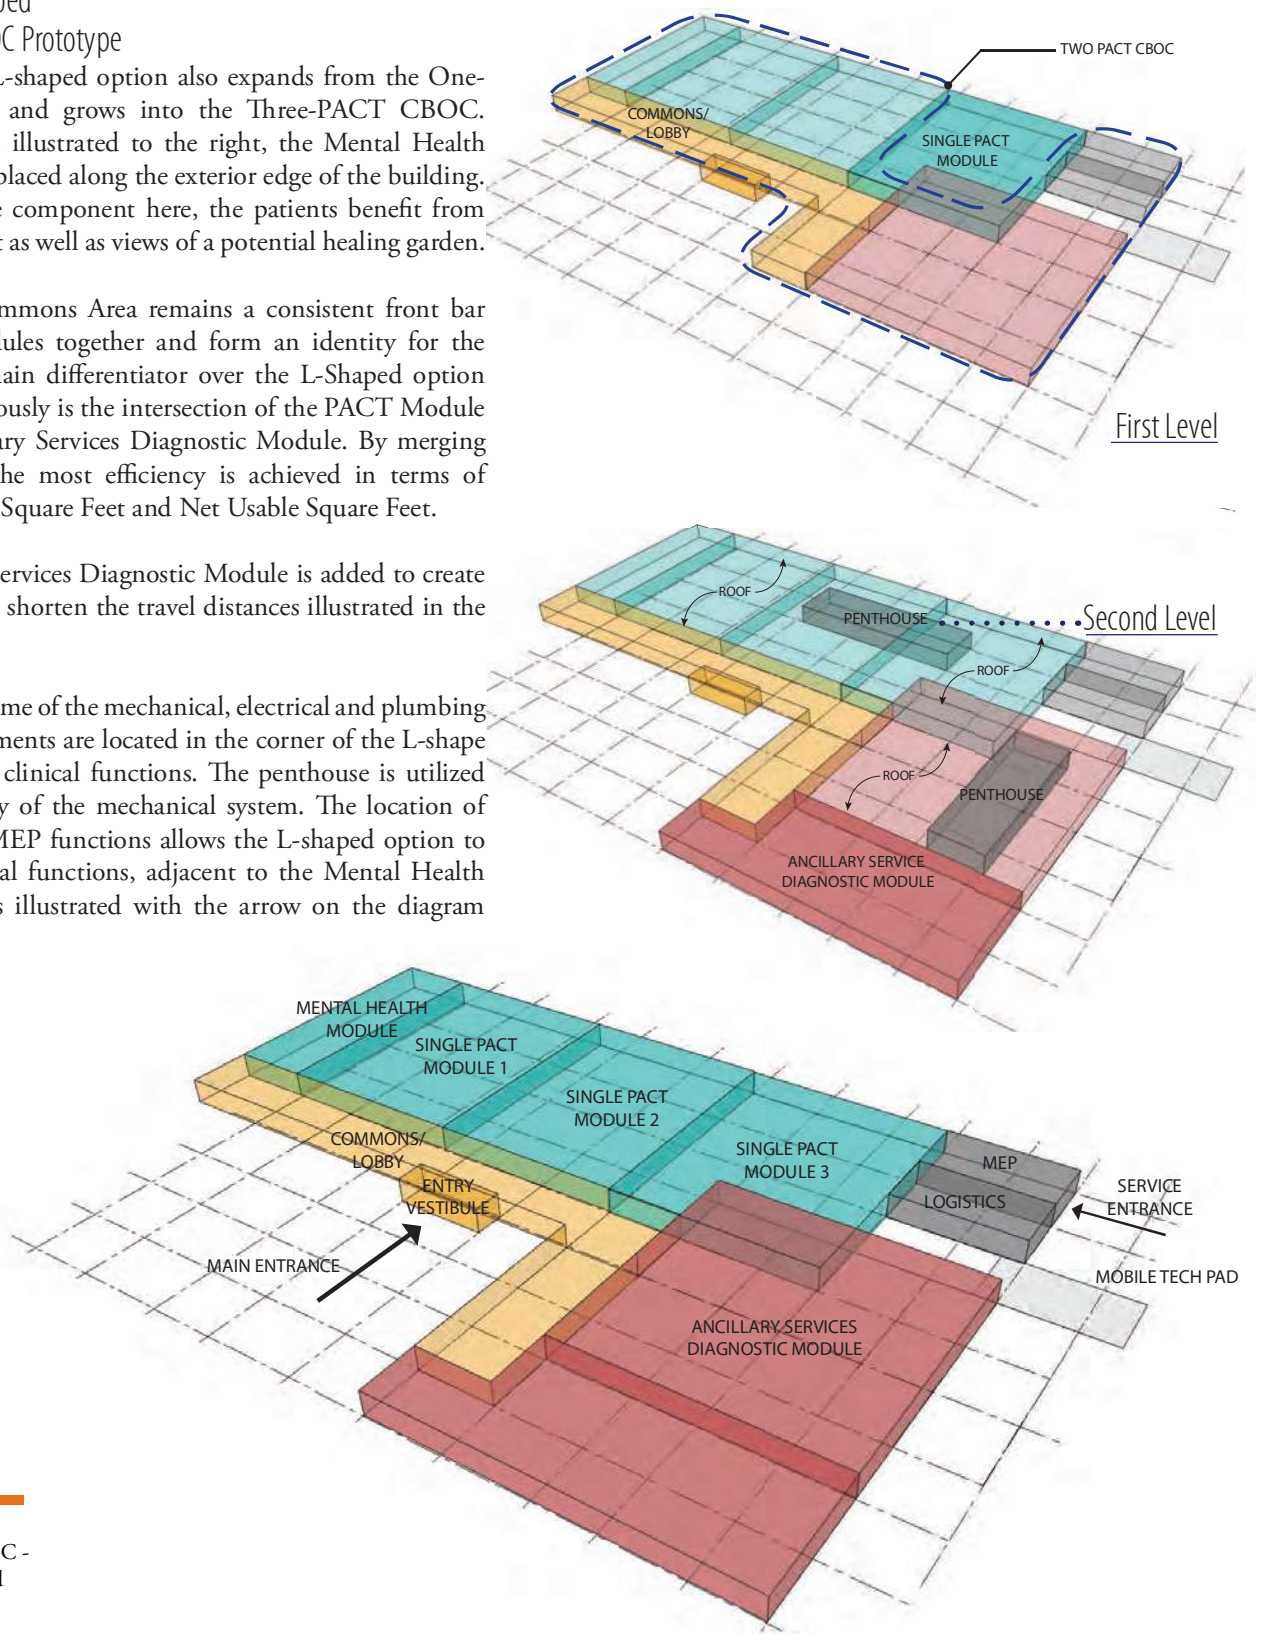 OC Prototype
L-shaped option also expands from the One-
and grows into the Three-PACT CBOC.
illustrated to the right, the Mental Health
placed along the exterior edge of the building.
component here, the patients benefit from
as well as views of a potential healing garden.
Commons Area remains a consistent front bar
together and form an identity for the
main differentiator over the L-Shaped option
is the intersection of the PACT Module
Services Diagnostic Module. By merging
the most efficiency is achieved in terms of
Square Feet and Net Usable Square Feet.
Services Diagnostic Module is added to create
shorten the travel distances illustrated in the
of the mechanical, electrical and plumbing
are located in the corner of the L-shape
clinical functions. The penthouse is utilized
of the mechanical system. The location of
MEP functions allows the L-shaped option to
functions, adjacent to the Mental Health
illustrated with the arrow on the diagram
C -
TWO PACT CBOC
COMMONS/
LOBBY
SINGLE PACT
MODULE
First Level
ROOF
PENTHOUSE
Second Level
ROOF
ROOF
PENTHOUSE
ANCILLARY SERVICE
DIAGNOSTIC MODULE
MENTAL HEALTH
MODULE
SINGLE PACT
MODULE 1
SINGLE PACT
MODULE 2
SINGLE PACT
MODULE 3
COMMONS/
LOBBY
ENTRY
VESTIBULE
MEP
LOGISTICS
SERVICE
ENTRANCE
MAIN ENTRANCE
MOBILE TECH PAD
ANCILLARY SERVICES
DIAGNOSTIC MODULE